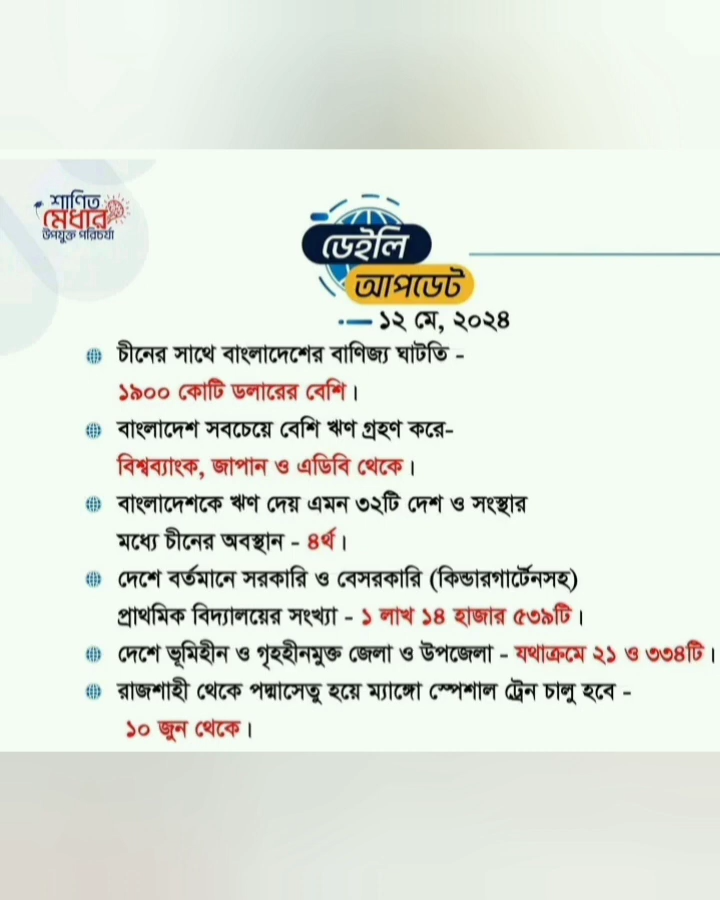 শাণিত
মেধার
উপযুক্ত পরিচর্যা
ডেইলি
আপডেট
১২ মে, ২০২৪
চীনের সাথে বাংলাদেশের বাণিজ্য ঘাটতি -
১৯০০ কোটি ডলারের বেশি।
বাংলাদেশ সবচেয়ে বেশি ঋণ গ্রহণ করে-
বিশ্বব্যাংক, জাপান ও এডিবি থেকে।
বাংলাদেশকে ঋণ দেয় এমন ৩২টি দেশ ও সংস্থার
মধ্যে চীনের অবস্থান - ৪র্থ।
দেশে বর্তমানে সরকারি ও বেসরকারি (কিন্ডারগার্টেনসহ)
প্রাথমিক বিদ্যালয়ের সংখ্যা - ১ লাখ ১৪ হাজার ৫৩৯টি।
দেশে ভূমিহীন ও গৃহহীনমুক্ত জেলা ও উপজেলা - যথাক্রমে ২১ ও ৩৩৪টি।
রাজশাহী থেকে পদ্মাসেতু হয়ে ম্যাঙ্গো স্পেশাল ট্রেন চালু হবে -
১০ জুন থেকে।